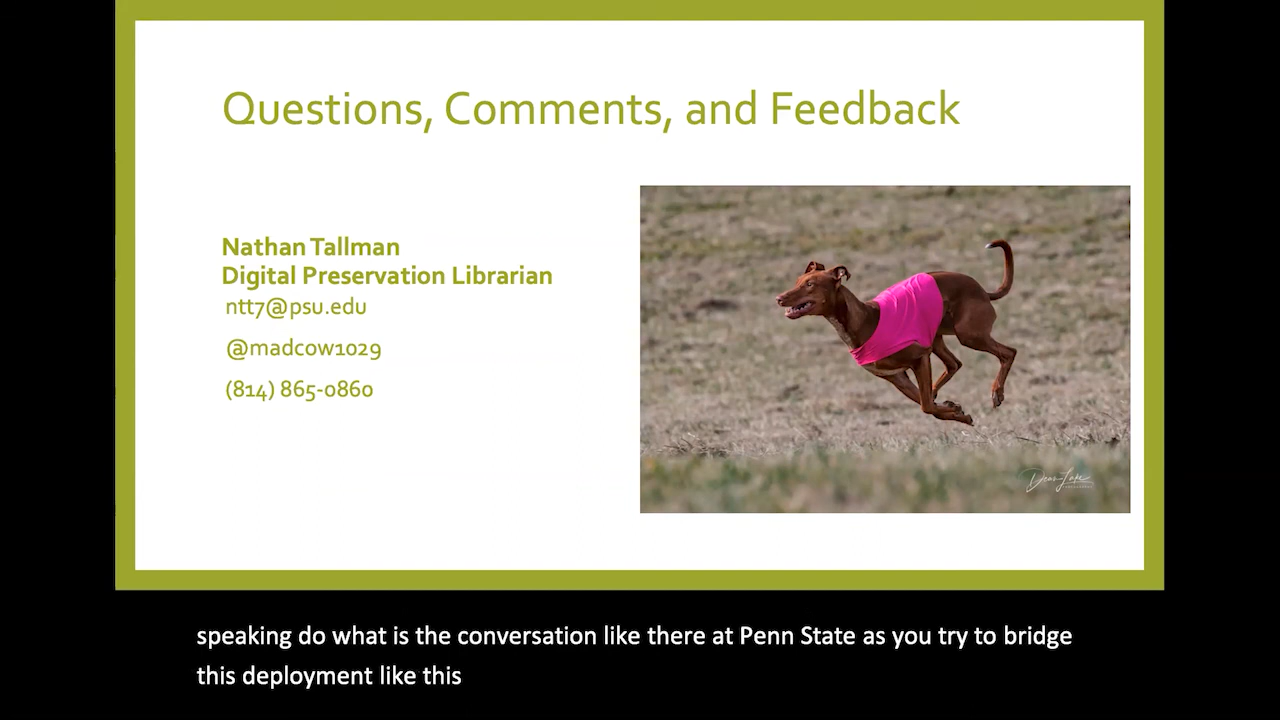 Questions, Comments, and Feedback
Nathan Tallman
Digital Preservation Librarian
ntt7@psu.edu
@madcow1029
(814) 865-0860
speaking do what is the conversation like there at Penn State as you try to bridge
this deployment like this